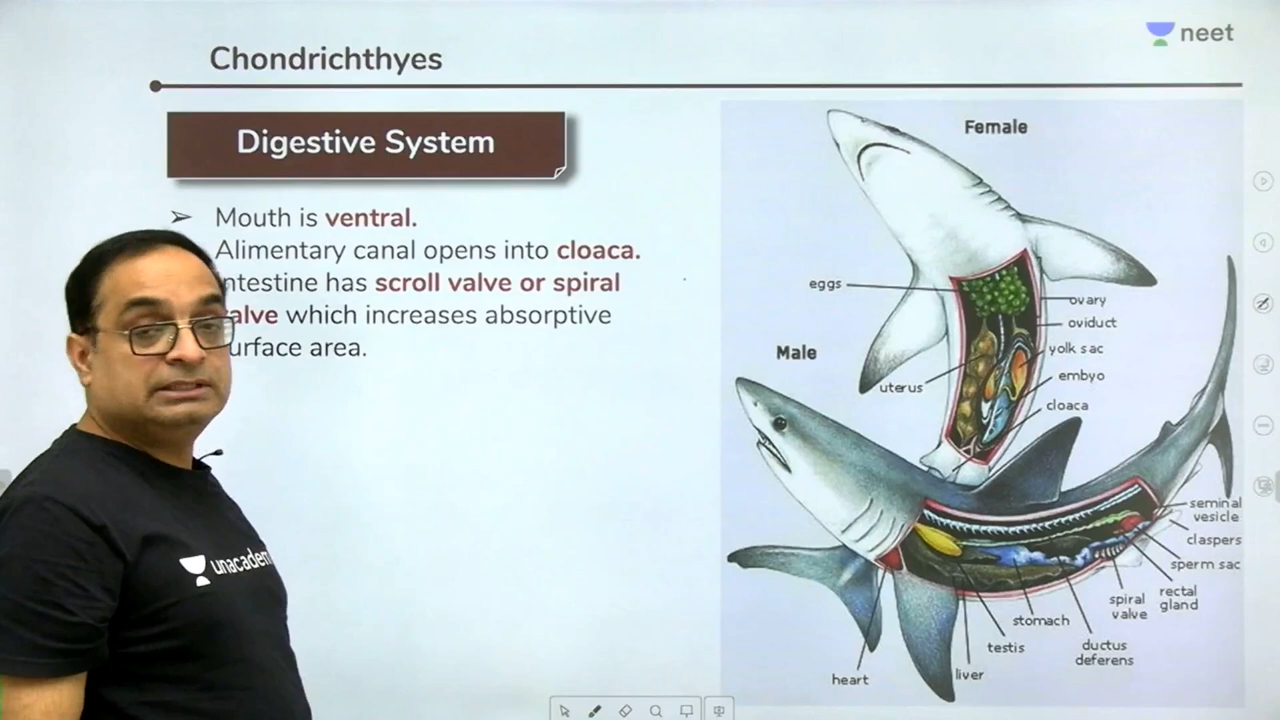 neet
Chondrichthyes
Digestive System
Mouth is ventral.
Alimentary canal opens into cloaca.
ntestine has scroll valve or spiral
alve which increases absorptive
urface area.
Female
eggs
ovary
oviduct
yolk sac
embyo
cloaca
uterus
Male
seminal
vesicle
claspers
sperm sac
rectal
gland
spiral
valve
stomach
ductus
deferens
testis
liver
heart
unacadem